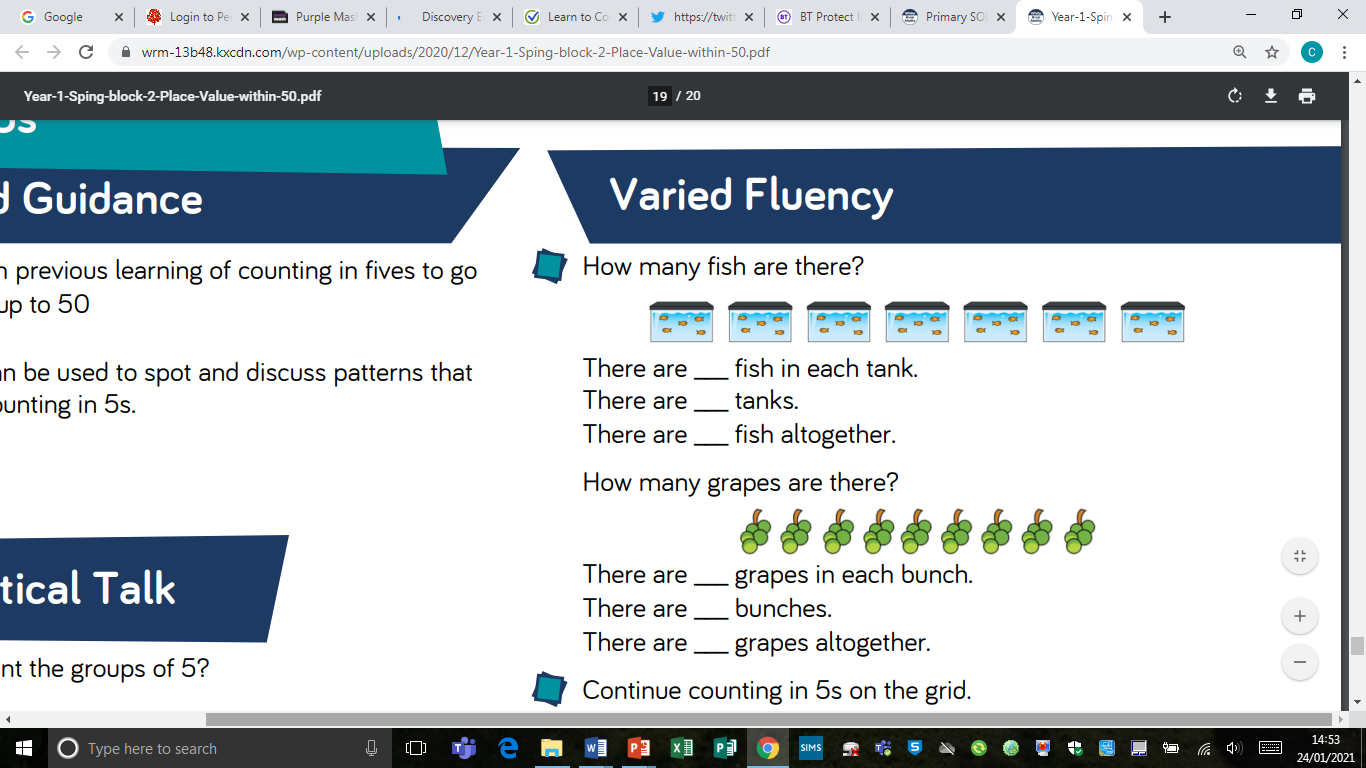 Google
Login to Pe
Purple Mas
Discovery E
Learn to Co
https://twitt
BT Protect I
Primary SO
Year-1-Spin
wrm-13b48.kxcdn.com/wp-content/uploads/2020/12/Year-1-Sping-block-2-Place-Value-within-50.pdf
C
Year-1-Sping-block-2-Place-Value-within-50.pdf
19 / 20
d Guidance
n previous learning of counting in fives to go
up to 50
an be used to spot and discuss patterns that
ounting in 5s.
tical Talk
nt the groups of 5?
Varied Fluency
How many fish are there?
There are ___ fish in each tank.
There are ___ tanks.
There are ___ fish altogether.
How many grapes are there?
There are ___ grapes in each bunch.
There are ___ bunches.
There are ___ grapes altogether.
Continue counting in 5s on the grid.
Type here to search
SIMS
14:53
24/01/2021